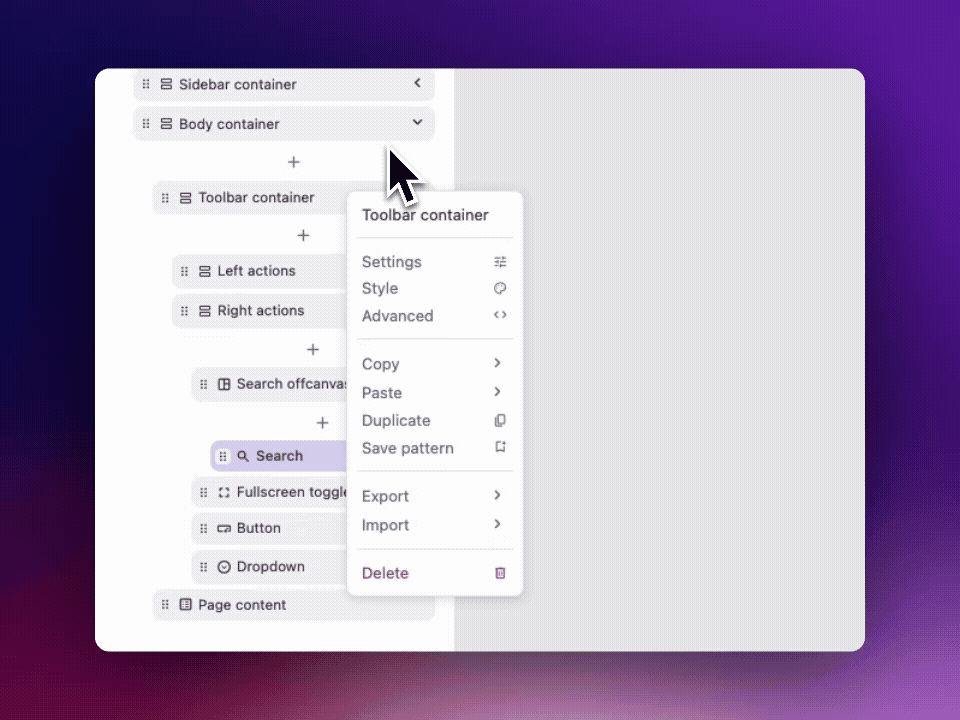 Sidebar container
Body container
Toolbar container
Toolbar container
Left actions
Settings
Style
Right actions
Advanced
Copy
Search offcanvas
Paste
Duplicate
Save pattern
Search
Fullscreen toggle
Export
Button
Import
Dropdown
Delete
Page content